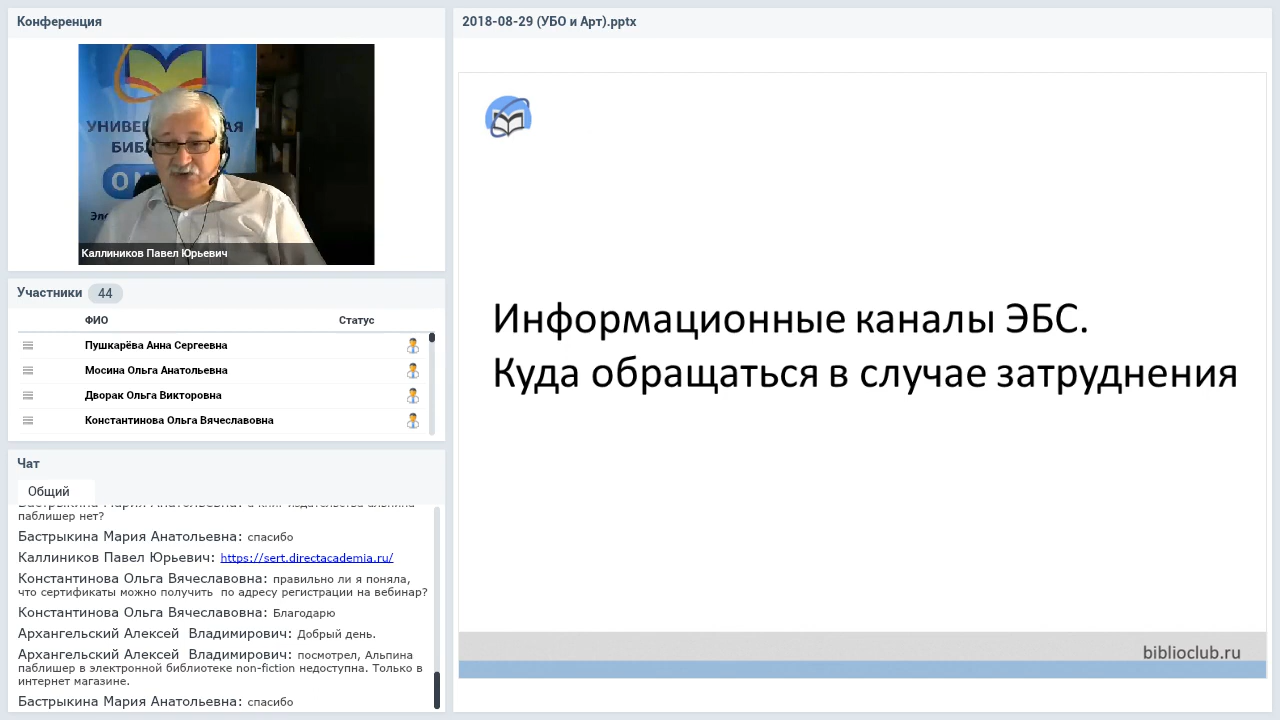 Конференция
УНИВЕР
АЯ
БИБЛ
Каллиников Павел Юрьевич
Участники 44
ФИО Статус
Пушкарёва Анна Сергеевна
Мосина Ольга Анатольевна
Дворак Ольга Викторовна
Константинова Ольга Вячеславовна
Чат
Общий
паблишер нет?
Бастрыкина Мария Анатольевна: спасибо
Каллиников Павел Юрьевич: https://sert.directacademia.ru/
Константинова Ольга Вячеславовна: правильно ли я поняла,
что сертификаты можно получить по адресу регистрации на вебинар?
Константинова Ольга Вячеславовна: Благодарю
Архангельский Алексей Владимирович: Добрый день.
Архангельский Алексей Владимирович: посмотрел, Альпина
паблишер в электронной библиотеке non-fiction недоступна. Только в
интернет магазине.
Бастрыкина Мария Анатольевна: спасибо
2018-08-29 (УБО и Арт).pptx
Информационные каналы ЭБС.
Куда обращаться в случае затруднения
biblioclub.ru